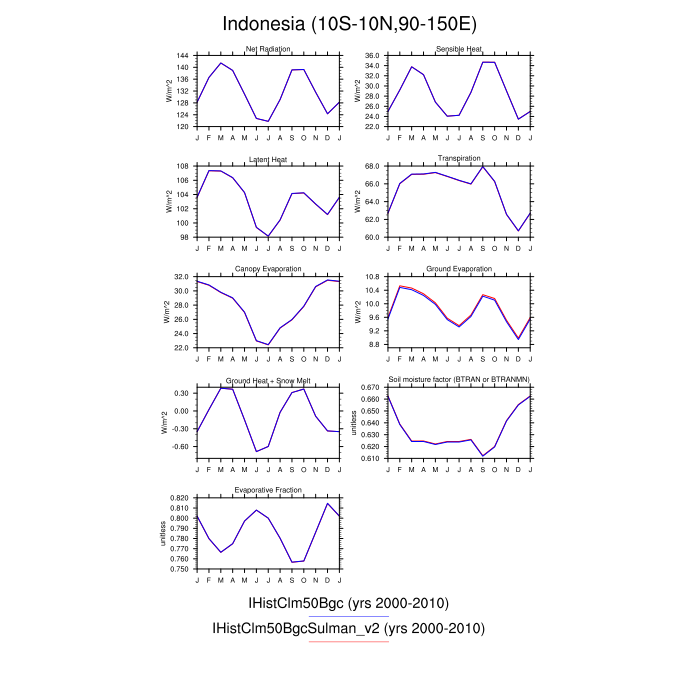 Indonesia (10S-10N,90-150E)
Net Radiation
W/m^2
144
140
136
132
128
124
120
J F M A M J J A S O N D J
Sensible Heat
W/m^2
36.0
34.0
32.0
30.0
28.0
26.0
24.0
22.0
J F M A M J J A S O N D J
Latent Heat
W/m^2
108
106
104
102
100
98
J F M A M J J A S O N D J
Transpiration
W/m^2
68.0
66.0
64.0
62.0
60.0
J F M A M J J A S O N D J
Canopy Evaporation
W/m^2
32.0
30.0
28.0
26.0
24.0
22.0
J F M A M J J A S O N D J
Ground Evaporation
W/m^2
10.8
10.4
10.0
9.6
9.2
8.8
J F M A M J J A S O N D J
Ground Heat + Snow Melt
W/m^2
0.30
0.00
-0.30
-0.60
J F M A M J J A S O N D J
Soil moisture factor (BTRAN or BTRANMN)
unitless
0.670
0.660
0.650
0.640
0.630
0.620
0.610
J F M A M J J A S O N D J
Evaporative Fraction
unitless
0.820
0.810
0.800
0.790
0.780
0.770
0.760
0.750
J F M A M J J A S O N D J
IHistClm50Bgc (yrs 2000-2010)
IHistClm50BgcSulman_v2 (yrs 2000-2010)